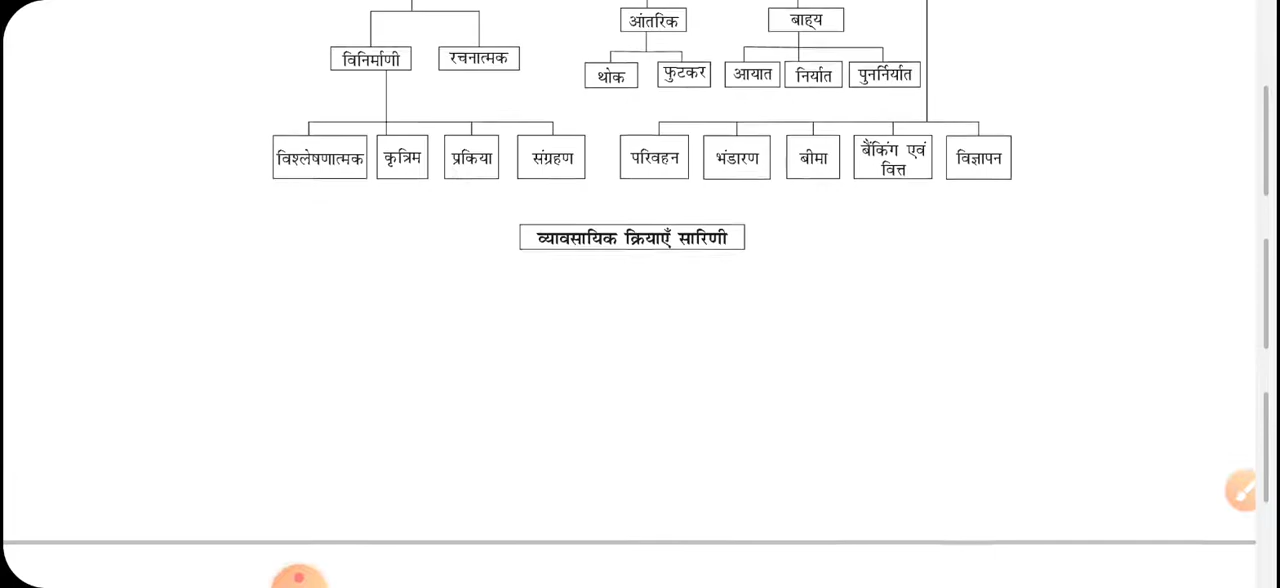 आंतरिक
बाह्य
विनिर्माणी
रचनात्मक
थोक
फुटकर
आयात
निर्यात
पुनर्निर्यात
विश्लेषणात्मक
कृत्रिम
प्रकिया
संग्रहण
परिवहन
भंडारण
बीमा
बैंकिंग एवं
वित्त
विज्ञापन
व्यावसायिक क्रियाएँ सारिणी